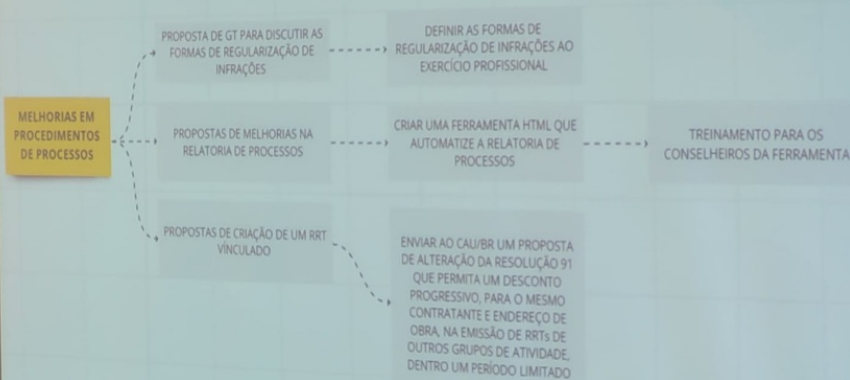 MELHORIAS EM
PROCEDIMENTOS
DE PROCESSOS
PROPOSTA DE GT PARA DISCUTIR AS
FORMAS DE REGULARIZAÇÃO DE
INFRAÇÕES
DEFINIR AS FORMAS DE
REGULARIZAÇÃO DE INFRAÇÕES AO
EXERCÍCIO PROFISSIONAL
PROPOSTAS DE MELHORIAS NA
RELATORIA DE PROCESSOS
CRIAR UMA FERRAMENTA HTML QUE
AUTOMATIZE A RELATORIA DE
PROCESSOS
TREINAMENTO PARA OS
CONSELHEIROS DA FERRAMENTA
PROPOSTAS DE CRIAÇÃO DE UM RRT
VÍNCULADO
ENVIAR AO CAU/BR UM PROPOSTA
DE ALTERAÇÃO DA RESOLUÇÃO 91
QUE PERMITA UM DESCONTO
PROGRESSIVO, PARA O MESMO
CONTRATANTE E ENDEREÇO DE
OBRA, NA EMISSÃO DE RRTs DE
OUTROS GRUPOS DE ATIVIDADE,
DENTRO UM PERÍODO LIMITADO